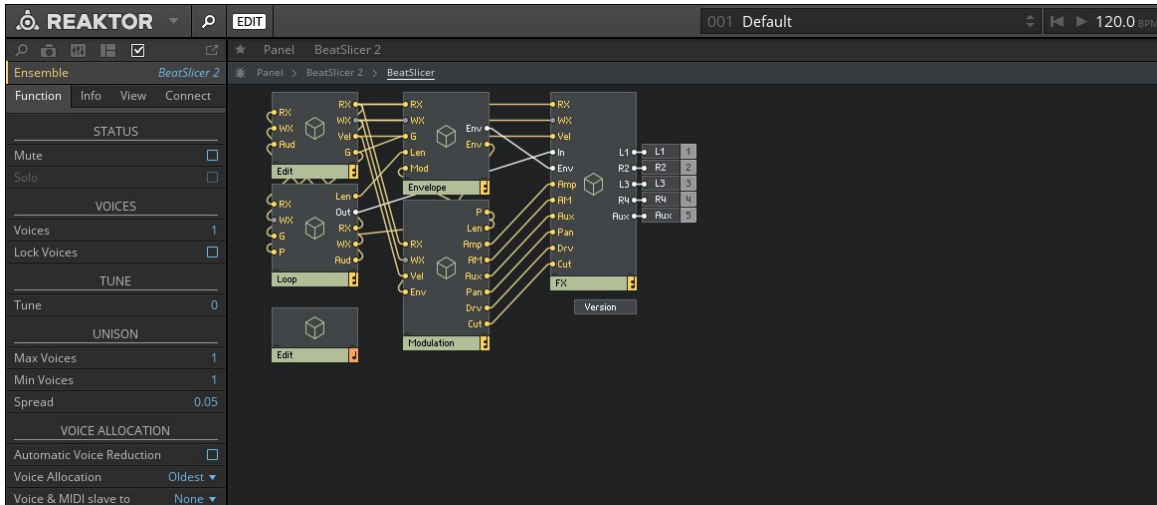 REAKTOR EDIT 001 Default 120.0 BPM
Panel BeatSlicer 2
Ensemble BeatSlicer 2
Panel > BeatSlicer 2 > BeatSlicer
Function Info View Connect
STATUS
Mute
Solo
VOICES
Voices 1
Lock Voices
TUNE
Tune 0
UNISON
Max Voices 1
Min Voices 1
Spread 0.05
VOICE ALLOCATION
Automatic Voice Reduction
Voice Allocation Oldest
Voice & MIDI slave to None
RX
WX
Aud
RX
WX
Vel
G
Edit
RX
WX
G
P
Len
Out
RX
WX
Aud
Loop
Edit
RX
WX
G
Len
Mod
Env
Env
Envelope
RX
WX
Vel
Env
P
Len
Amp
AM
Aux
Pan
Drv
Cut
Modulation
RX
WX
Vel
In
Env
Amp
AM
Aux
Pan
Drv
Cut
L1
R2
L3
R4
Aux
FX
L1 1
R2 2
L3 3
R4 4
Aux 5
Version